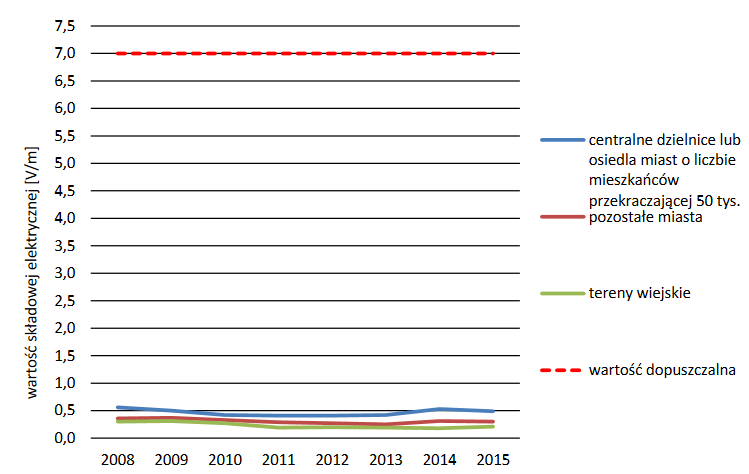 7,5
7,0
6,5
6,0
5,5
5,0
4,5
4,0
3,5
3,0
2,5
2,0
1,5
1,0
0,5
0,0
wartość składowej elektrycznej [V/m]
2008 2009 2010 2011 2012 2013 2014 2015
centralne dzielnice lub
osiedla miast o liczbie
mieszkańców
przekraczającej 50 tys.
pozostałe miasta
tereny wiejskie
wartość dopuszczalna